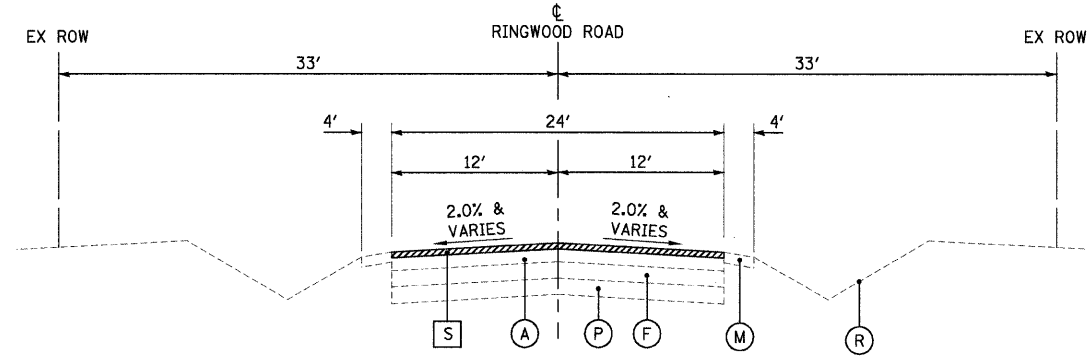 ℄
RINGWOOD ROAD
EX ROW
EX ROW
33'
33'
4'
24'
4'
12'
12'
2.0% &
VARIES
2.0% &
VARIES
S
A
P
F
M
R